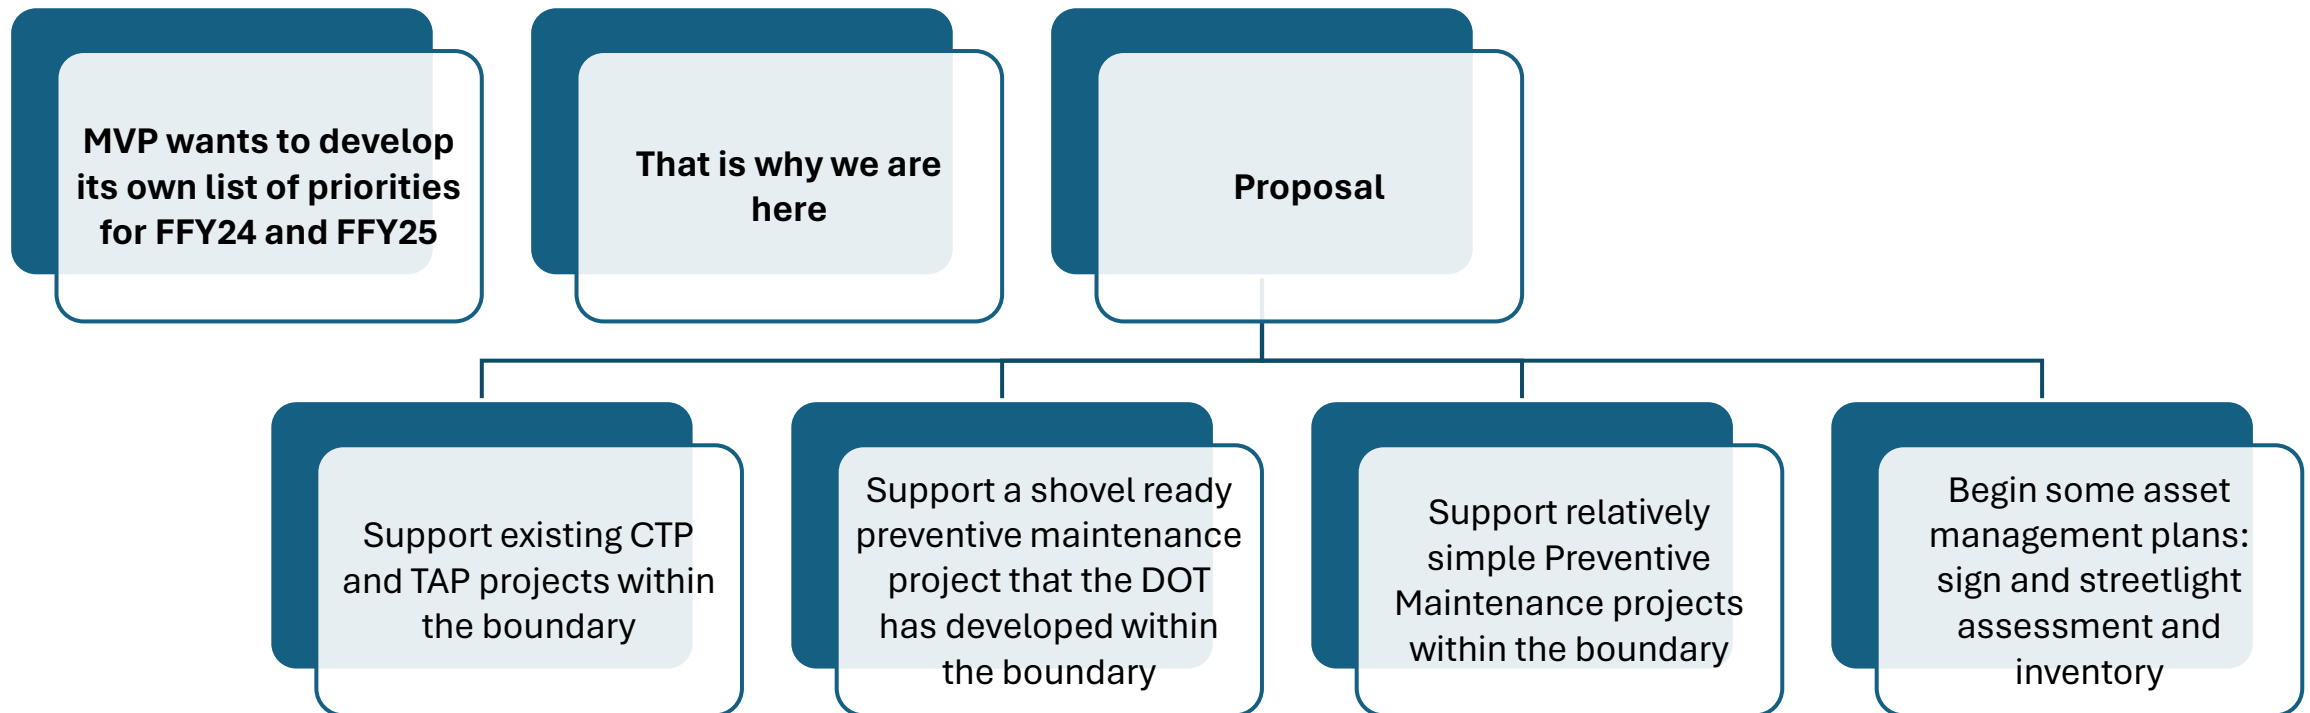 MVP wants to develop
its own list of priorities
for FFY24 and FFY25
That is why we are
here
Proposal
Support existing CTP
and TAP projects within
the boundary
Support a shovel ready
preventive maintenance
project that the DOT
has developed within
the boundary
Support relatively
simple Preventive
Maintenance projects
within the boundary
Begin some asset
management plans:
sign and streetlight
assessment and
inventory